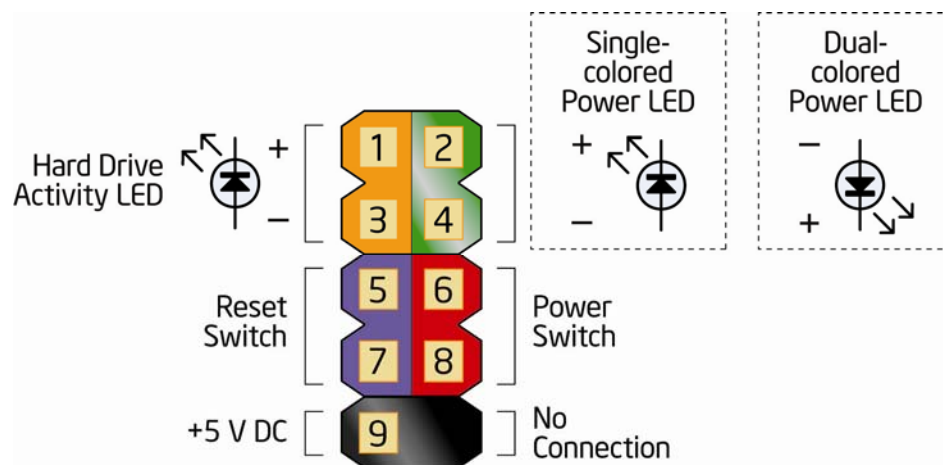 Single-
colored
Power LED
Dual-
colored
Power LED
Hard Drive
Activity LED
+
−
1
2
3
4
+
−
−
+
Reset
Switch
5
6
7
8
Power
Switch
+5 V DC
9
No
Connection